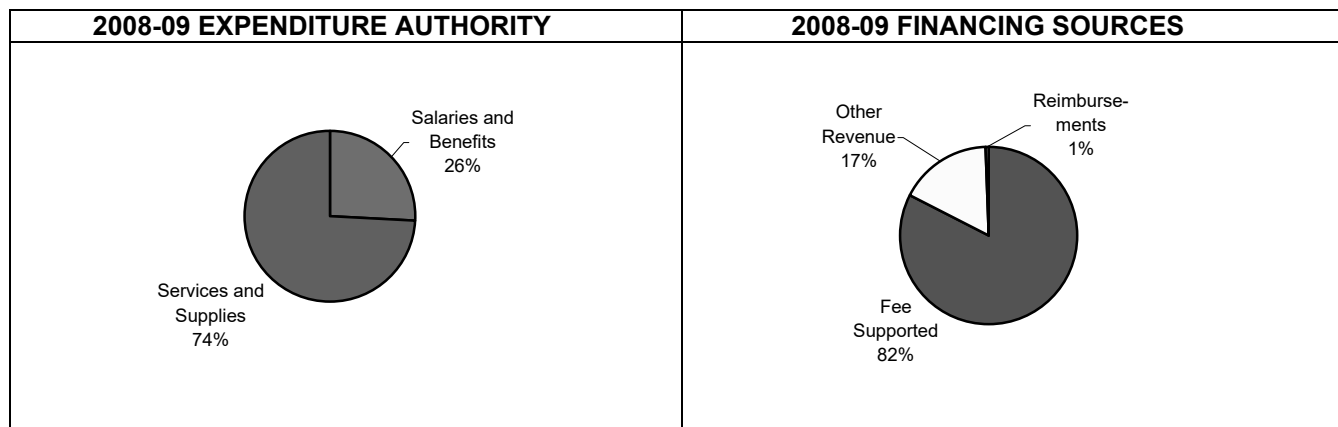 2008-09 EXPENDITURE AUTHORITY
Salaries and
Benefits
26%
Services and
Supplies
74%
2008-09 FINANCING SOURCES
Reimburse-
ments
1%
Other
Revenue
17%
Fee
Supported
82%